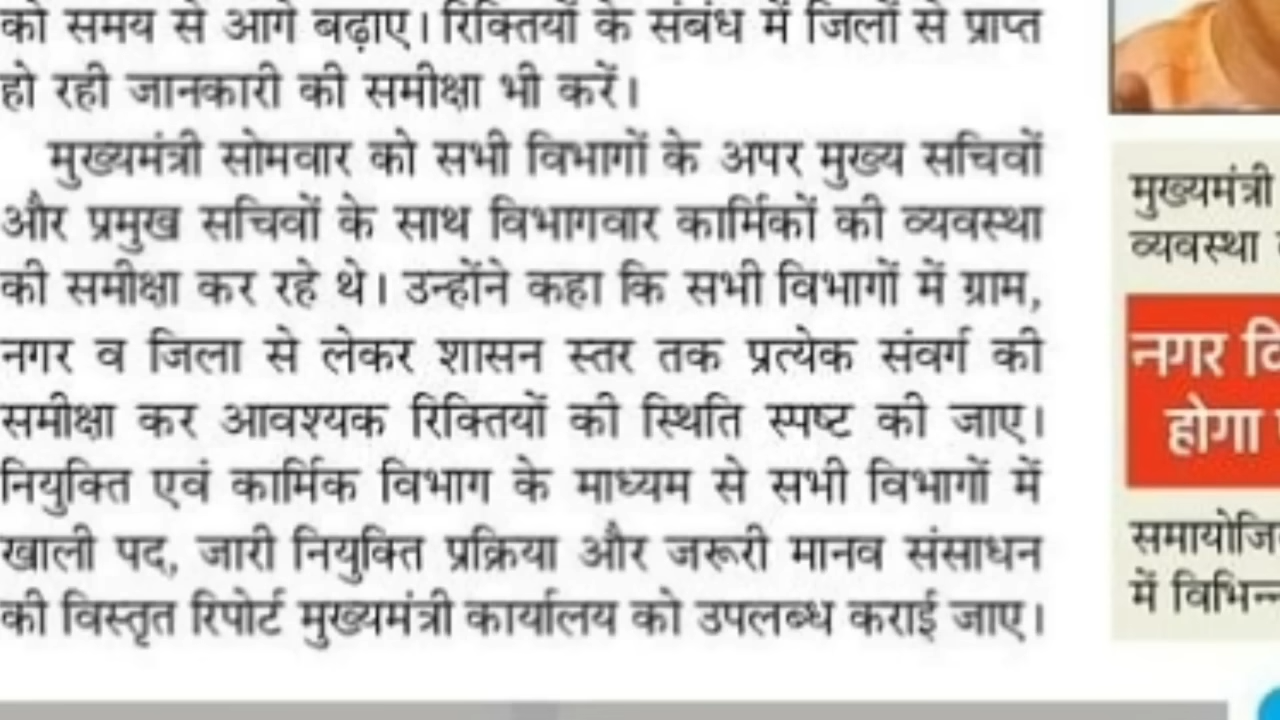 को समय से आगे बढ़ाए। रिक्तियों के संबंध में जिलों से प्राप्त
हो रही जानकारी की समीक्षा भी करें।
मुख्यमंत्री सोमवार को सभी विभागों के अपर मुख्य सचिवों
और प्रमुख सचिवों के साथ विभागवार कार्मिकों की व्यवस्था
की समीक्षा कर रहे थे। उन्होंने कहा कि सभी विभागों में ग्राम,
नगर व जिला से लेकर शासन स्तर तक प्रत्येक संवर्ग की
समीक्षा कर आवश्यक रिक्तियों की स्थिति स्पष्ट की जाए।
नियुक्ति एवं कार्मिक विभाग के माध्यम से सभी विभागों में
खाली पद, जारी नियुक्ति प्रक्रिया और जरूरी मानव संसाधन
की विस्तृत रिपोर्ट मुख्यमंत्री कार्यालय को उपलब्ध कराई जाए।
मुख्यमंत्री
व्यवस्था
नगर
होगा
में